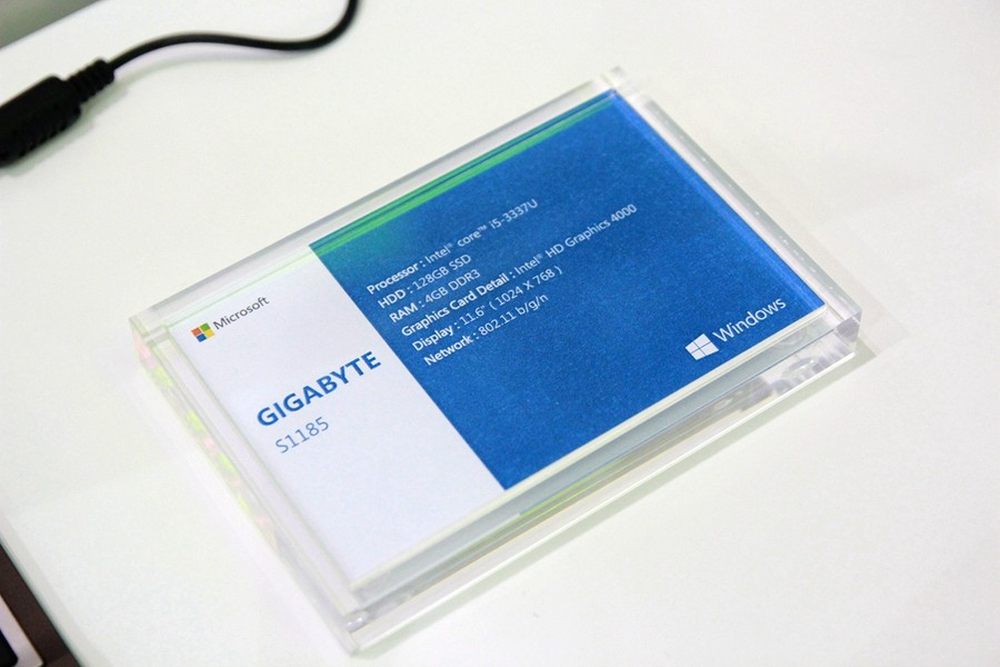 Microsoft
GIGABYTE
S1185
Processor : Intel® core™ i5-3337U
HDD : 128GB SSD
RAM : 4GB DDR3
Graphics Card Detail : Intel® HD Graphics 4000
Display : 11.6" ( 1024 X 768 )
Network : 802.11 b/g/n
Windows